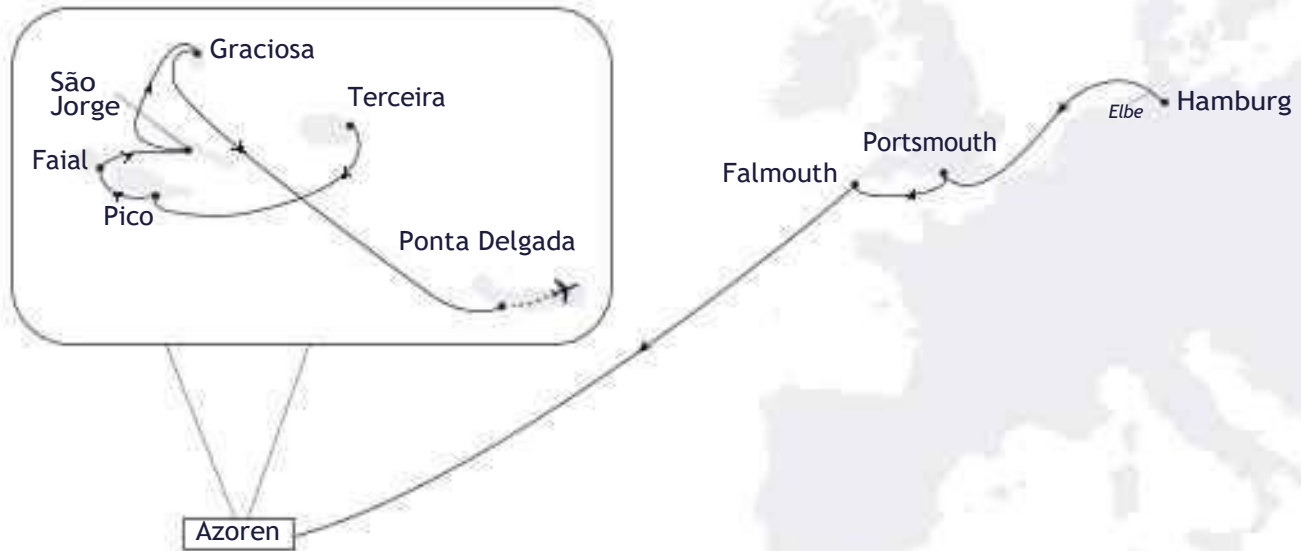 Graciosa
São
Jorge
Terceira
Faial
Pico
Ponta Delgada
Azoren
Falmouth
Portsmouth
Elbe
Hamburg